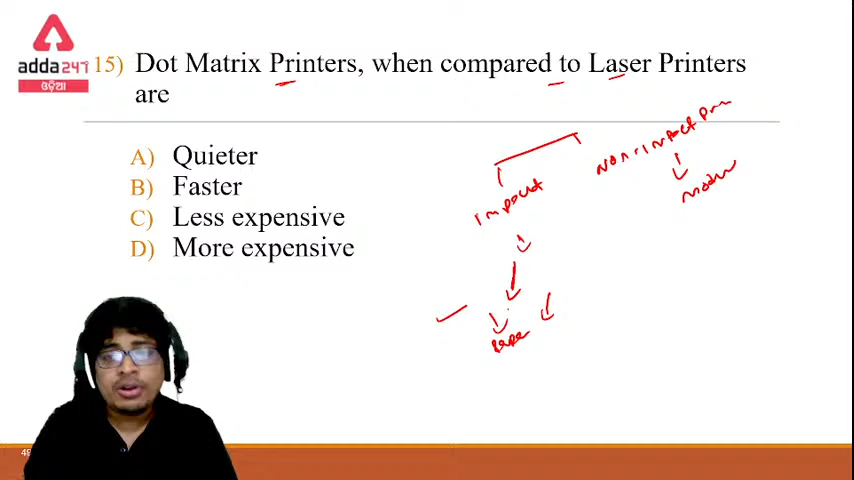 adda247
ଓଡ଼ିଆ
15) Dot Matrix Printers, when compared to Laser Printers
are
A) Quieter
B) Faster
C) Less expensive
D) More expensive
Impact
Non-Impact